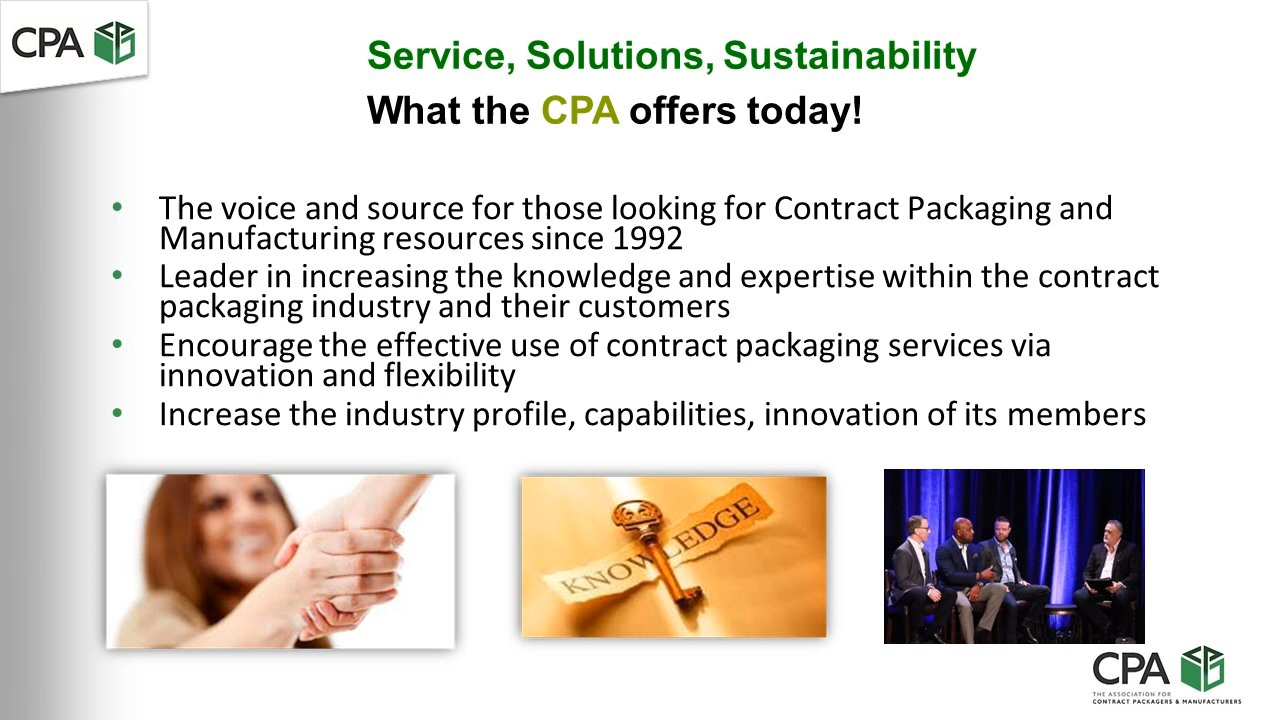 CPA
Service, Solutions, Sustainability
What the CPA offers today!
• The voice and source for those looking for Contract Packaging and
Manufacturing resources since 1992
• Leader in increasing the knowledge and expertise within the contract
packaging industry and their customers
• Encourage the effective use of contract packaging services via
innovation and flexibility
• Increase the industry profile, capabilities, innovation of its members
KNOWLEDGE
CPA
THE ASSOCIATION FOR
CONTRACT PACKAGERS & MANUFACTURERS